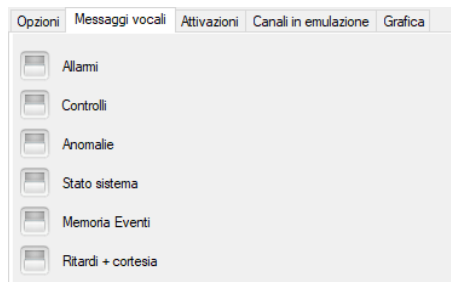 Opzioni Messaggi vocali Attivazioni Canali in emulazione Grafica
Allarmi
Controlli
Anomalie
Stato sistema
Memoria Eventi
Ritardi + cortesia